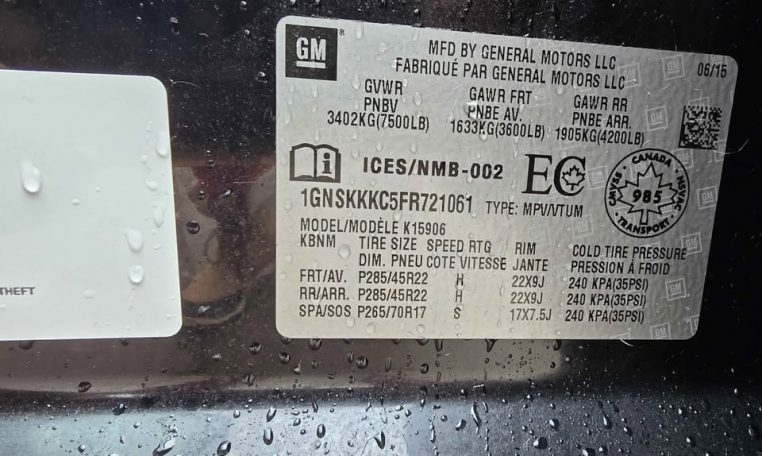 GM
MFD BY GENERAL MOTORS LLC
FABRIQUÉ PAR GENERAL MOTORS LLC
06/15
GVWR GAWR FRT GAWR RR
PNBV PNBE AV. PNBE ARR.
3402KG(7500LB) 1633KG(3600LB) 1905KG(4200LB)
i ICES/NMB-002 EC
CANADA
CMVSS 985 NSVAC
TRANSPORT
1GNSKKKC5FR721061 TYPE: MPV/VTUM
MODEL/MODÈLE K15906
KBNM TIRE SIZE SPEED RTG RIM COLD TIRE PRESSURE
DIM. PNEU COTE VITESSE JANTE PRESSION À FROID
FRT/AV. P285/45R22 H 22X9J 240 KPA(35PSI)
RR/ARR. P285/45R22 H 22X9J 240 KPA(35PSI)
SPA/SOS P265/70R17 S 17X7.5J 240 KPA(35PSI)
THEFT